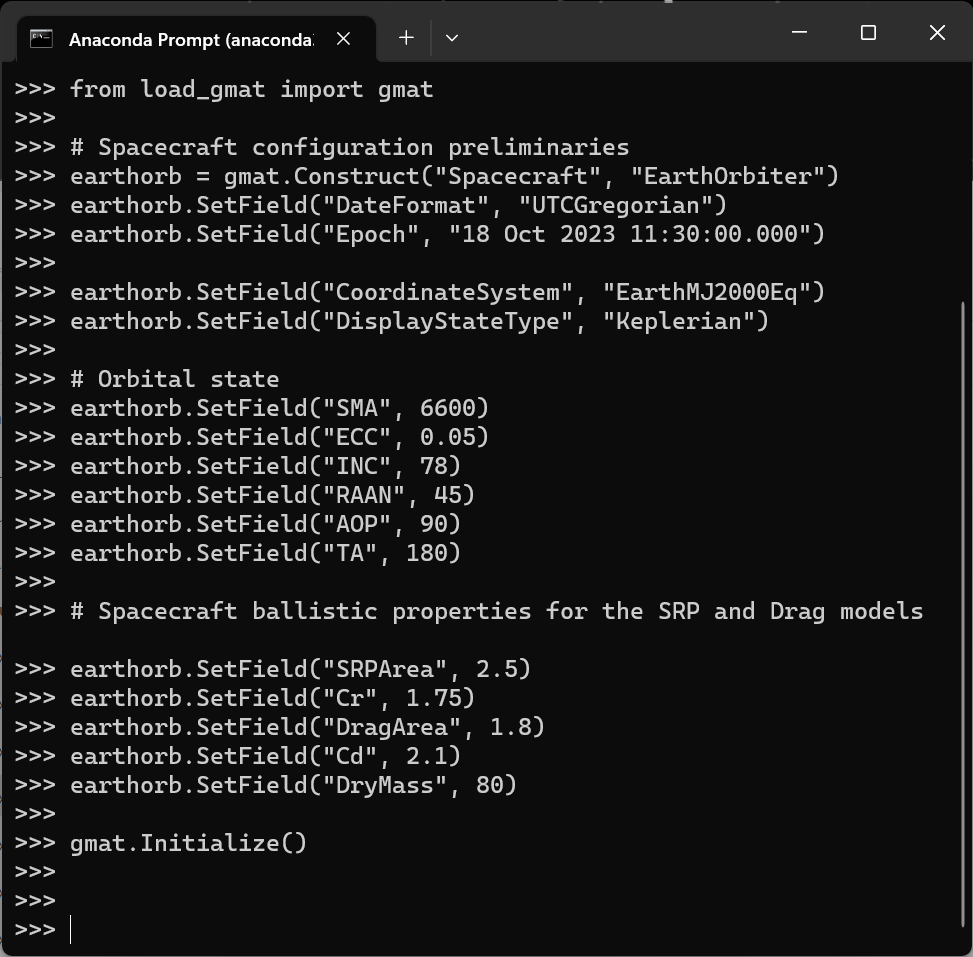 Anaconda Prompt (anaconda
>>> from load_gmat import gmat
>>>
>>> # Spacecraft configuration preliminaries
>>> earthorb = gmat.Construct("Spacecraft", "EarthOrbiter")
>>> earthorb.SetField("DateFormat", "UTCGregorian")
>>> earthorb.SetField("Epoch", "18 Oct 2023 11:30:00.000")
>>>
>>> earthorb.SetField("CoordinateSystem", "EarthMJ2000Eq")
>>> earthorb.SetField("DisplayStateType", "Keplerian")
>>>
>>> # Orbital state
>>> earthorb.SetField("SMA", 6600)
>>> earthorb.SetField("ECC", 0.05)
>>> earthorb.SetField("INC", 78)
>>> earthorb.SetField("RAAN", 45)
>>> earthorb.SetField("AOP", 90)
>>> earthorb.SetField("TA", 180)
>>>
>>> # Spacecraft ballistic properties for the SRP and Drag models
>>> earthorb.SetField("SRPArea", 2.5)
>>> earthorb.SetField("Cr", 1.75)
>>> earthorb.SetField("DragArea", 1.8)
>>> earthorb.SetField("Cd", 2.1)
>>> earthorb.SetField("DryMass", 80)
>>>
>>> gmat.Initialize()
>>>
>>>
>>>